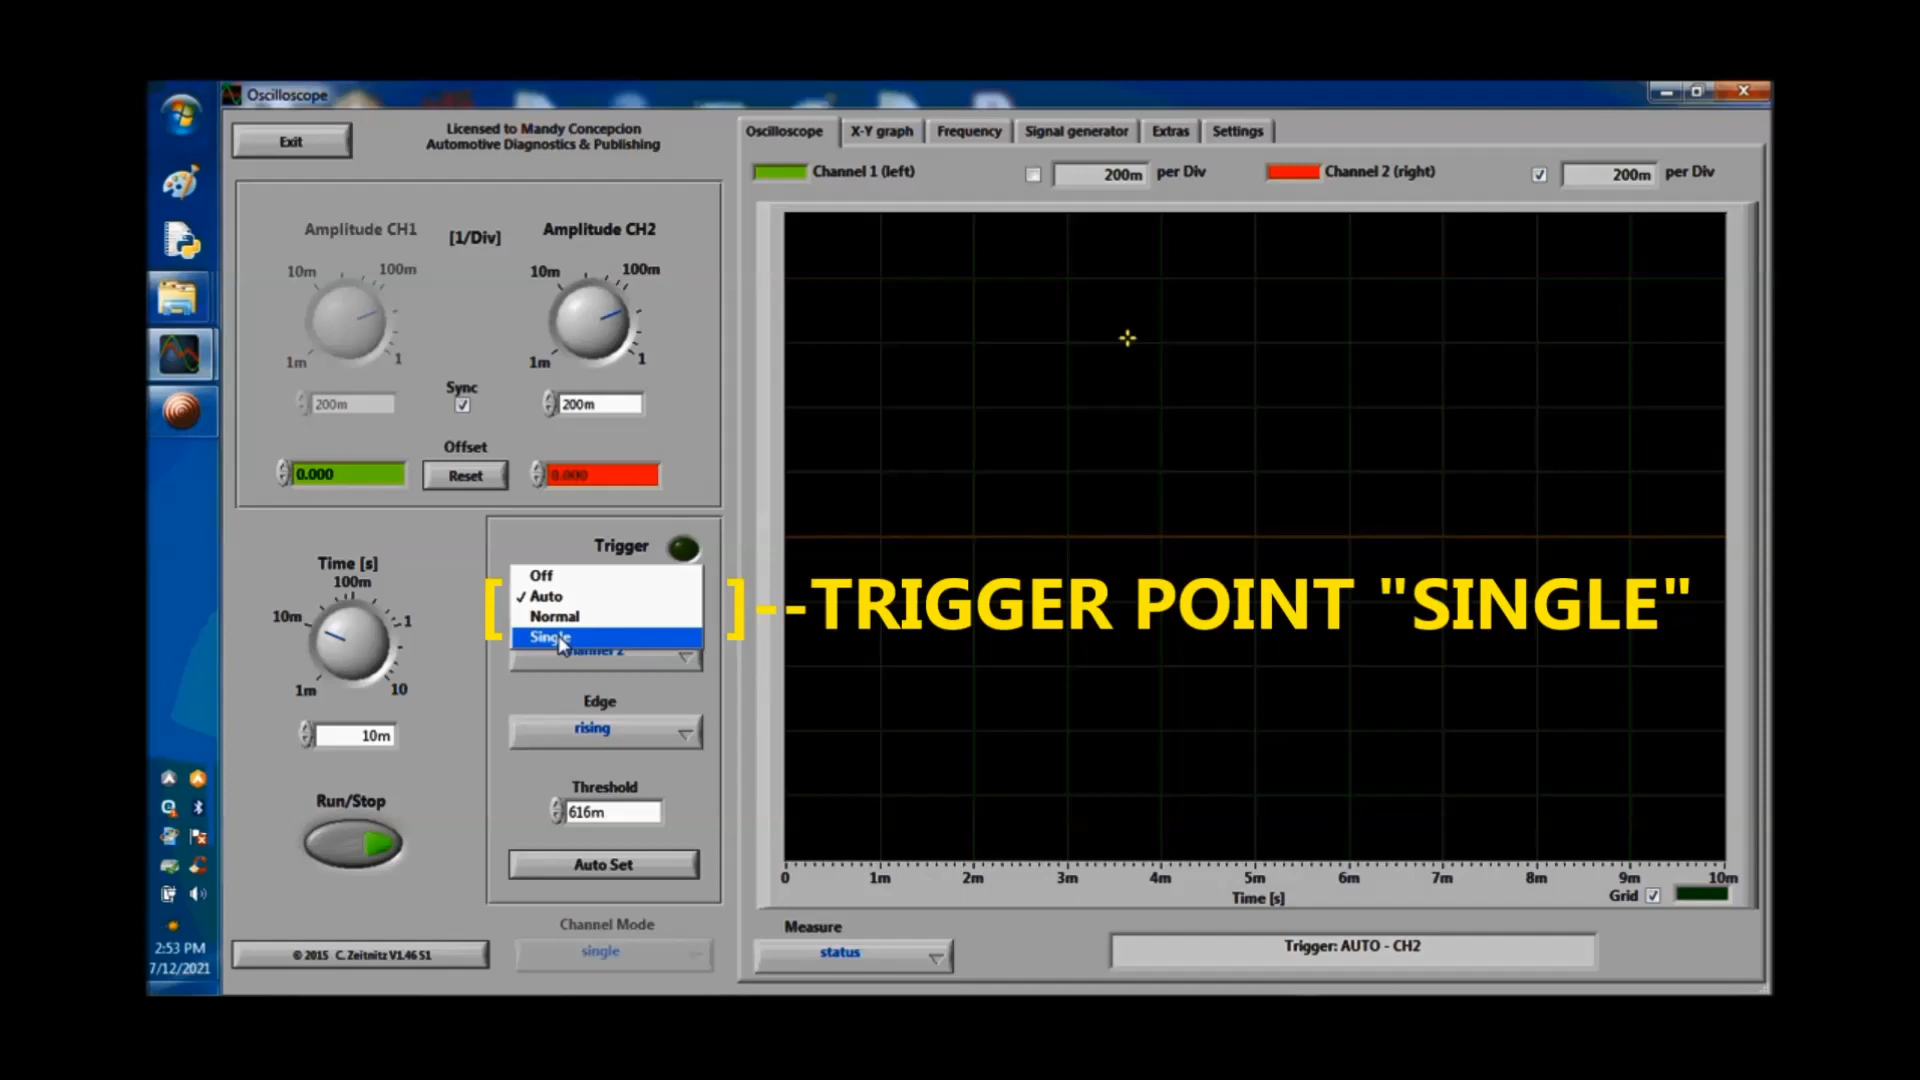 Oscilloscope
Exit
Licensed to Mandy Concepcion
Automotive Diagnostics & Publishing
Oscilloscope
X-Y graph
Frequency
Signal generator
Extras
Settings
Channel 1 (left)
200m
per Div
Channel 2 (right)
200m
per Div
Amplitude CH1
[1/Div]
Amplitude CH2
10m
100m
1m
1
10m
100m
1m
1
Sync
200m
200m
Offset
0.000
Reset
0.000
Time [s]
100m
10m
1
1m
10
10m
Run/Stop
Trigger
Off
Auto
Normal
Single
Channel 2
[ ]--TRIGGER POINT "SINGLE"
Edge
rising
Threshold
616m
Auto Set
Channel Mode
single
© 2015 C. Zeitnitz V1.46 S1
0 1m 2m 3m 4m 5m 6m 7m 8m 9m 10m
Time [s]
Grid
Measure
status
Trigger: AUTO - CH2
2:53 PM
7/12/2021